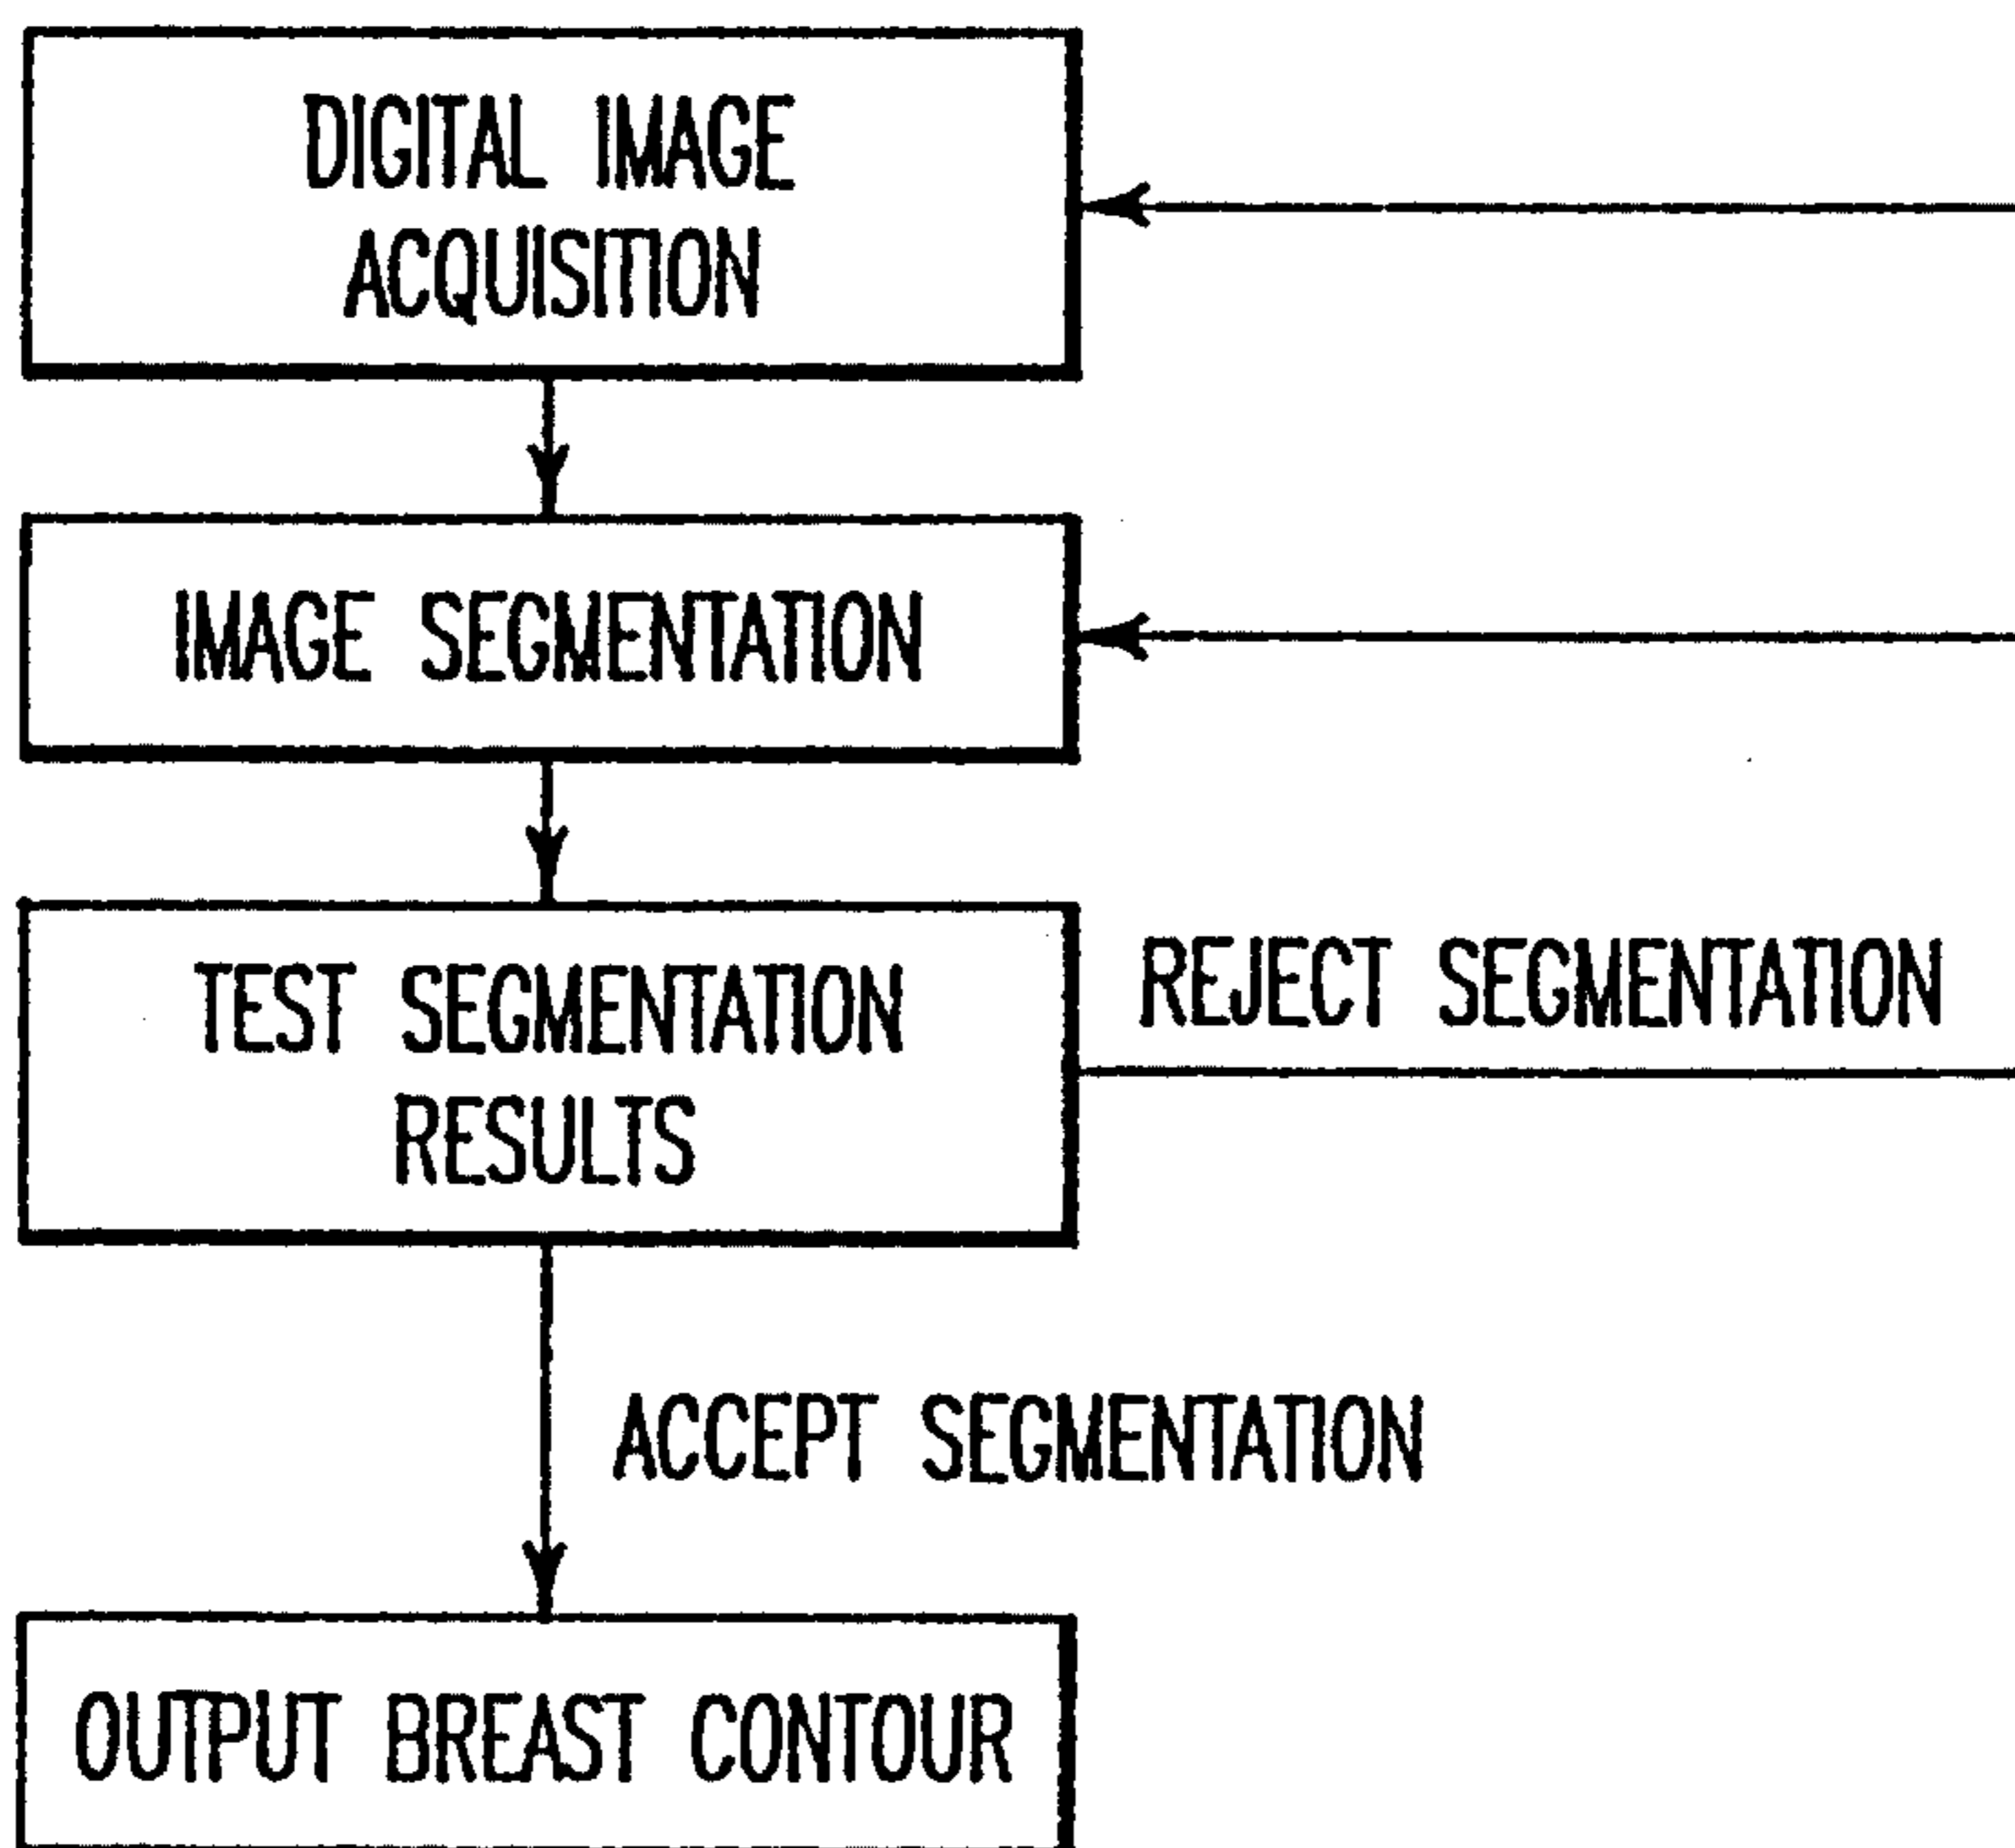 DIGITAL IMAGE
ACQUISITION
IMAGE SEGMENTATION
TEST SEGMENTATION
RESULTS
REJECT SEGMENTATION
ACCEPT SEGMENTATION
OUTPUT BREAST CONTOUR